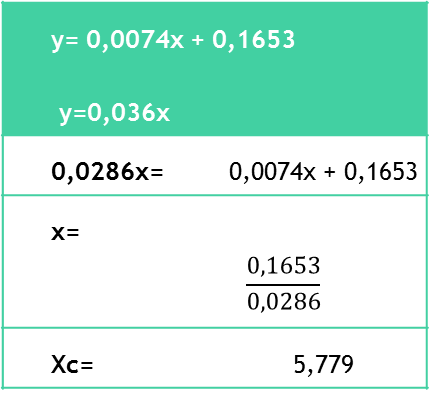 y= 0,0074x + 0,1653
y=0,036x
0,0286x= 0,0074x + 0,1653
x=
0,1653
0,0286
Xc= 5,779